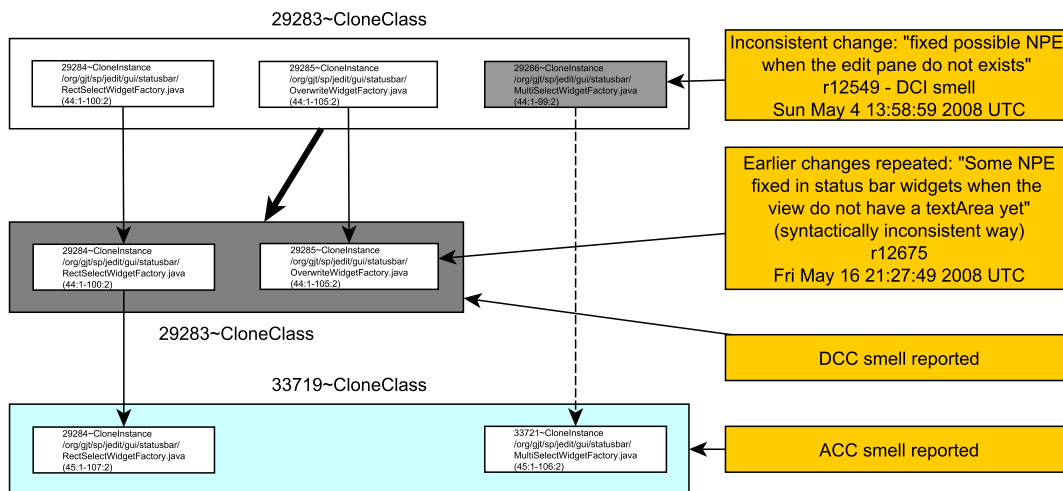 29283~CloneClass
29284~CloneInstance
/org/gjt/sp/jedit/gui/statusbar/
RectSelectWidgetFactory.java
(44:1-100:2)
29285~CloneInstance
/org/gjt/sp/jedit/gui/statusbar/
OverwriteWidgetFactory.java
(44:1-105:2)
29286~CloneInstance
/org/gjt/sp/jedit/gui/statusbar/
MultiSelectWidgetFactory.java
(44:1-99:2)
Inconsistent change: "fixed possible NPE
when the edit pane do not exists"
r12549 - DCI smell
Sun May 4 13:58:59 2008 UTC
Earlier changes repeated: "Some NPE
fixed in status bar widgets when the
view do not have a textArea yet"
(syntactically inconsistent way)
r12675
Fri May 16 21:27:49 2008 UTC
29284~CloneInstance
/org/gjt/sp/jedit/gui/statusbar/
RectSelectWidgetFactory.java
(44:1-100:2)
29285~CloneInstance
/org/gjt/sp/jedit/gui/statusbar/
OverwriteWidgetFactory.java
(44:1-105:2)
29283~CloneClass
DCC smell reported
33719~CloneClass
29284~CloneInstance
/org/gjt/sp/jedit/gui/statusbar/
RectSelectWidgetFactory.java
(45:1-107:2)
33721~CloneInstance
/org/gjt/sp/jedit/gui/statusbar/
MultiSelectWidgetFactory.java
(45:1-106:2)
ACC smell reported